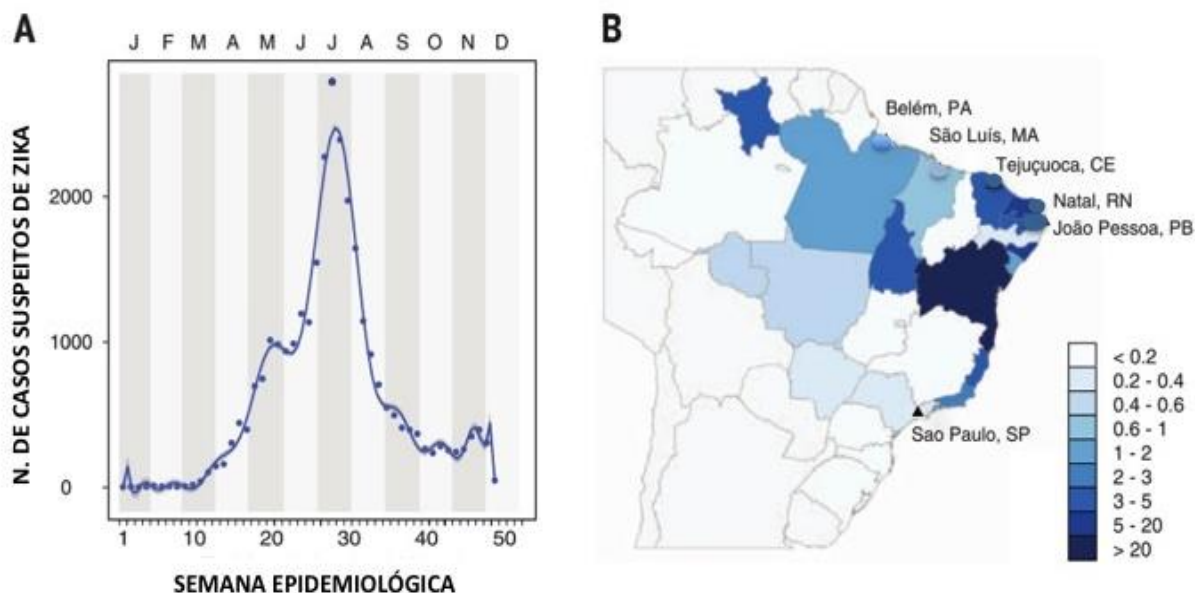 A
J F M A M J J A S O N D
N. DE CASOS SUSPEITOS DE ZIKA
2000
1000
0
1 10 20 30 40 50
SEMANA EPIDEMIOLÓGICA
B
Belém, PA
São Luís, MA
Tejuçuoca, CE
Natal, RN
João Pessoa, PB
Sao Paulo, SP
< 0.2
0.2 - 0.4
0.4 - 0.6
0.6 - 1
1 - 2
2 - 3
3 - 5
5 - 20
> 20